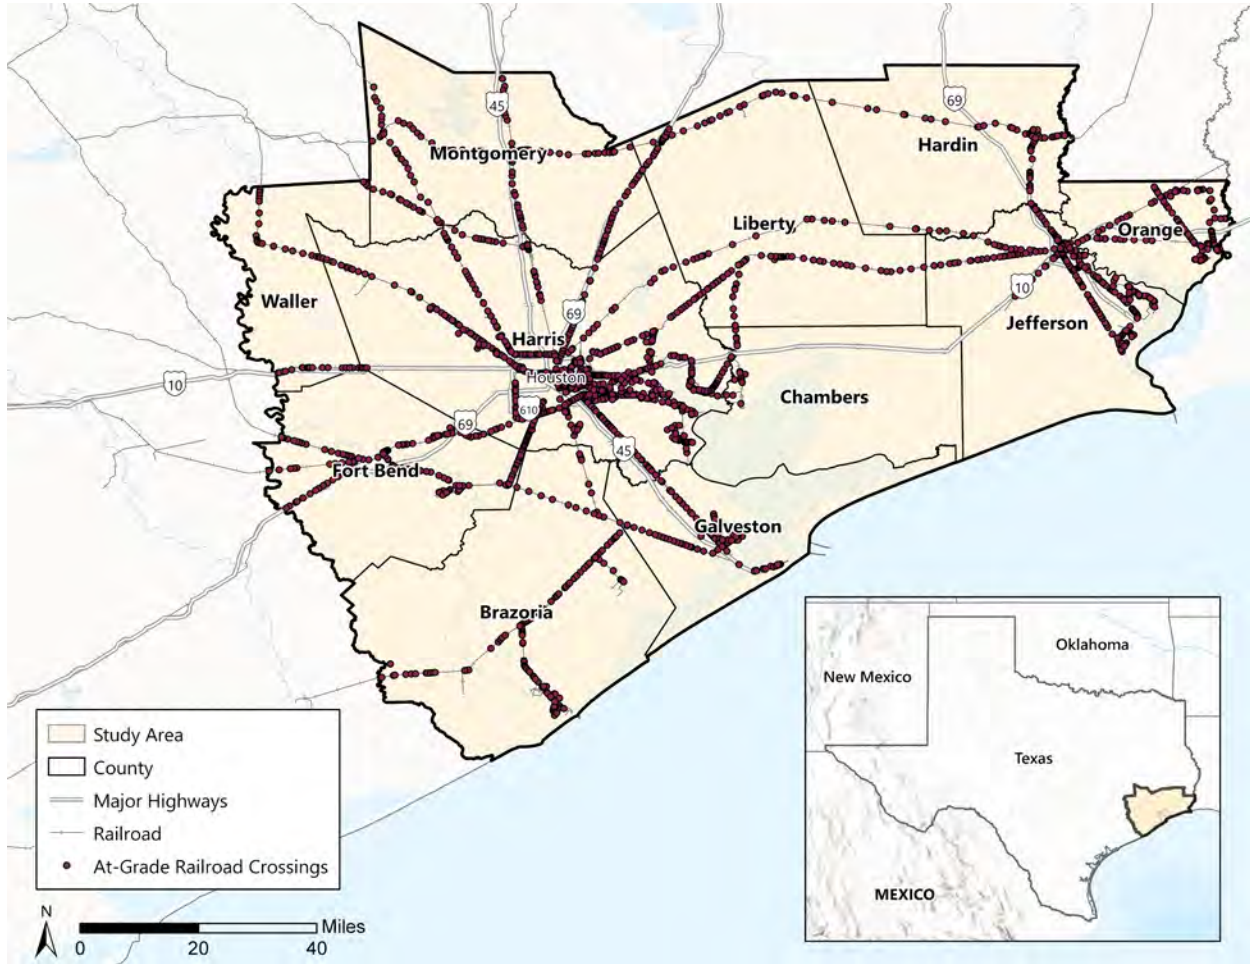 45
69
Montgomery
Hardin
Liberty
Orange
Waller
69
10
Jefferson
Harris
Houston
10
Chambers
610
69
45
Fort Bend
Galveston
Brazoria
Study Area
County
Major Highways
Railroad
At-Grade Railroad Crossings
N
Miles
0 20 40
Oklahoma
New Mexico
Texas
MEXICO